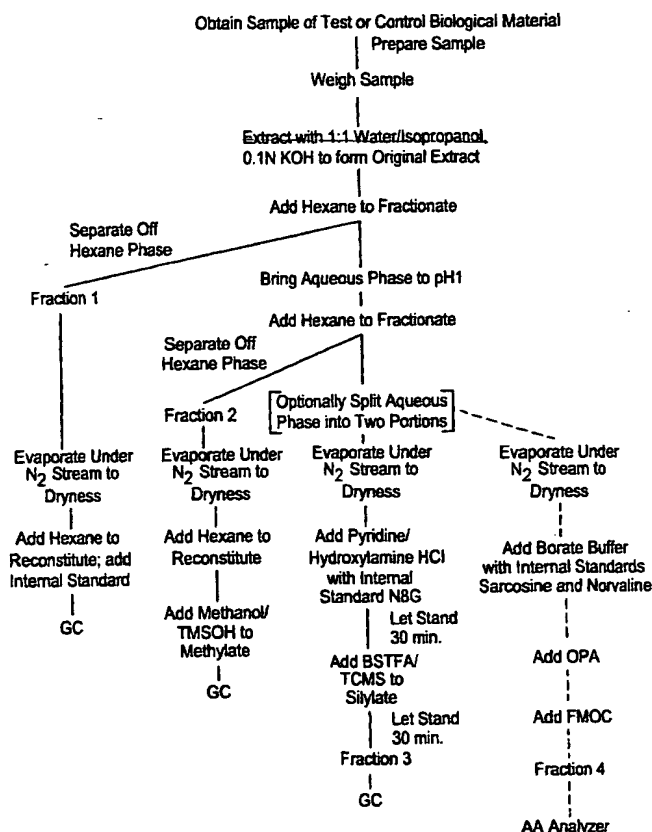 Obtain Sample of Test or Control Biological Material
Prepare Sample
Weigh Sample
Extract with 1:1 Water/Isopropanol,
0.1N KOH to form Original Extract
Add Hexane to Fractionate
Separate Off
Hexane Phase
Fraction 1
Bring Aqueous Phase to pH1
Add Hexane to Fractionate
Separate Off
Hexane Phase
Fraction 2
[Optionally Split Aqueous
Phase into Two Portions]
Evaporate Under
N2 Stream to
Dryness
Add Hexane to
Reconstitute; add
Internal Standard
GC
Evaporate Under
N2 Stream to
Dryness
Add Hexane to
Reconstitute
Add Methanol/
TMSOH to
Methylate
GC
Evaporate Under
N2 Stream to
Dryness
Add Pyridine/
Hydroxylamine HCl
with Internal
Standard N8G
Let Stand
30 min.
Add BSTFA/
TCMS to
Silylate
Let Stand
30 min.
Fraction 3
GC
Evaporate Under
N2 Stream to
Dryness
Add Borate Buffer
with Internal Standards
Sarcosine and Norvaline
Add OPA
Add FMOC
Fraction 4
AA Analyzer